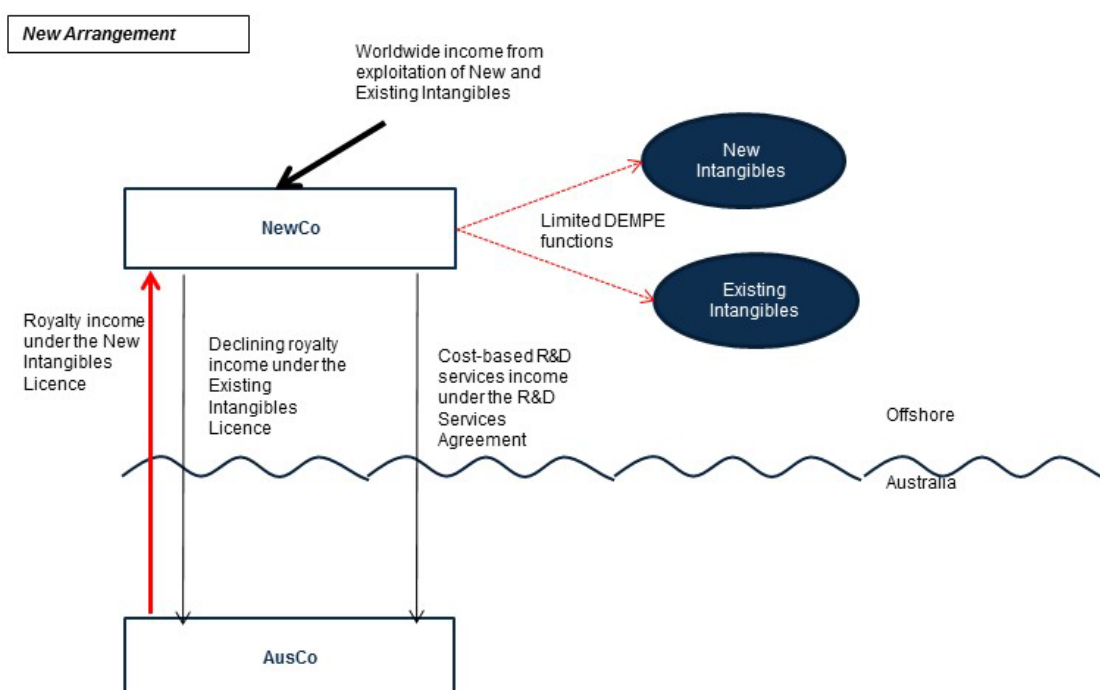 New Arrangement
Worldwide income from
exploitation of New and
Existing Intangibles
New
Intangibles
NewCo
Limited DEMPE
functions
Existing
Intangibles
Royalty income
under the New
Intangibles
Licence
Declining royalty
income under the
Existing
Intangibles
Licence
Cost-based R&D
services income
under the R&D
Services
Agreement
Offshore
Australia
AusCo